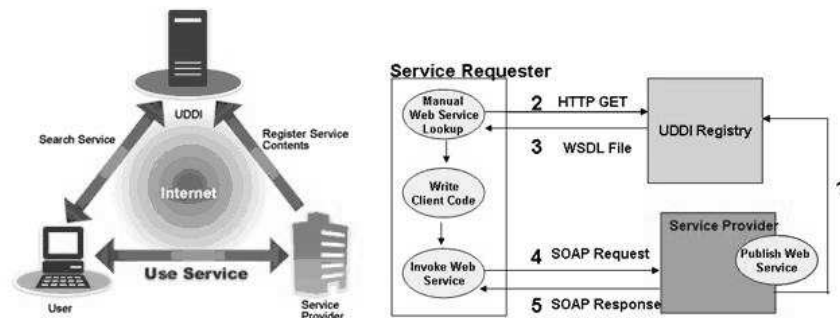 UDDI
Search Service
Register Service
Contents
Internet
Use Service
User
Service
Provider
Service Requester
Manual
Web Service
Lookup
2 HTTP GET
3 WSDL File
UDDI Registry
Write
Client Code
1
Service Provider
Invoke Web
Service
4 SOAP Request
Publish Web
Service
5 SOAP Response